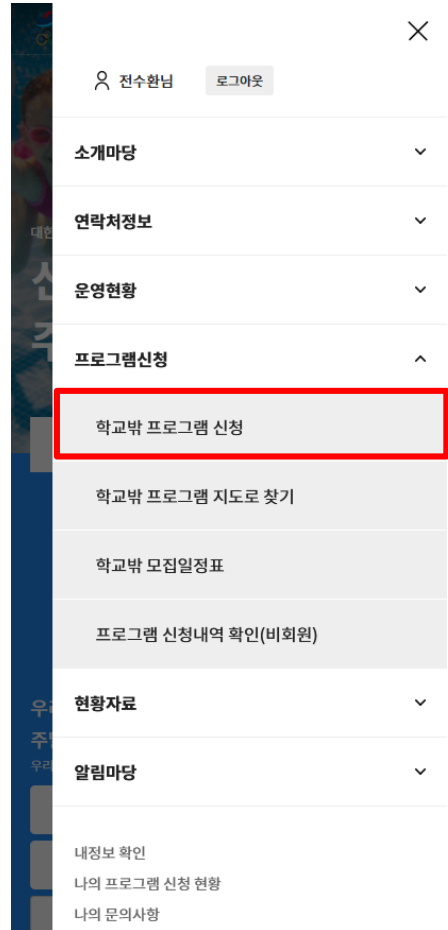 전수환님
로그아웃
소개마당
연락처정보
운영현황
프로그램신청
학교밖 프로그램 신청
학교밖 프로그램 지도로 찾기
학교밖 모집일정표
프로그램 신청내역 확인(비회원)
현황자료
알림마당
내정보 확인
나의 프로그램 신청 현황
나의 문의사항